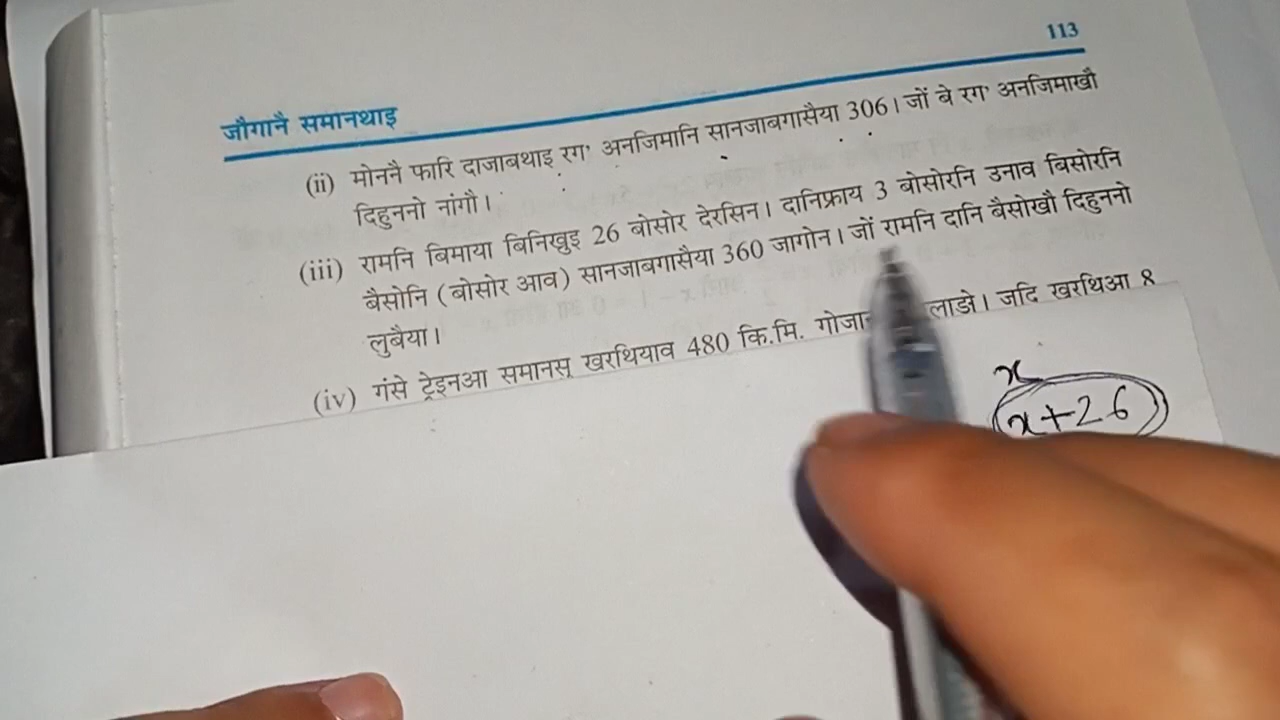 113
जौगानै समानथाइ
(ii) मोननै फारि दाजाबथाइ रग' अनजिमानि सानजाबगासैया 306। जों बे रग' अनजिमाखौ
दिहुननो नांगौ।
(iii) रामनि बिमाया बिनिखुइ 26 बोसोर देरसिन। दानिफ्राय 3 बोसोरनि उनाव बिसोरनि
बैसोनि (बोसोर आव) सानजाबगासैया 360 जागोन। जों रामनि दानि बैसोखौ दिहुननो
लुबैया।
(iv) गंसे ट्रेइनआ समानस् खरथियाव 480 कि.मि. लाङो। जदि खरथिआ 8
x
x+26